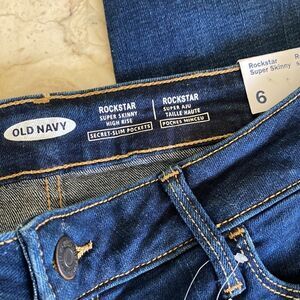 OLD NAVY
ROCKSTAR
SUPER SKINNY
HIGH RISE
SECRET-SLIM POCKETS
ROCKSTAR
SUPER AJU
TAILLE HAUTE
POCHES MINCEUR
Rockstar
Super Skinny
6